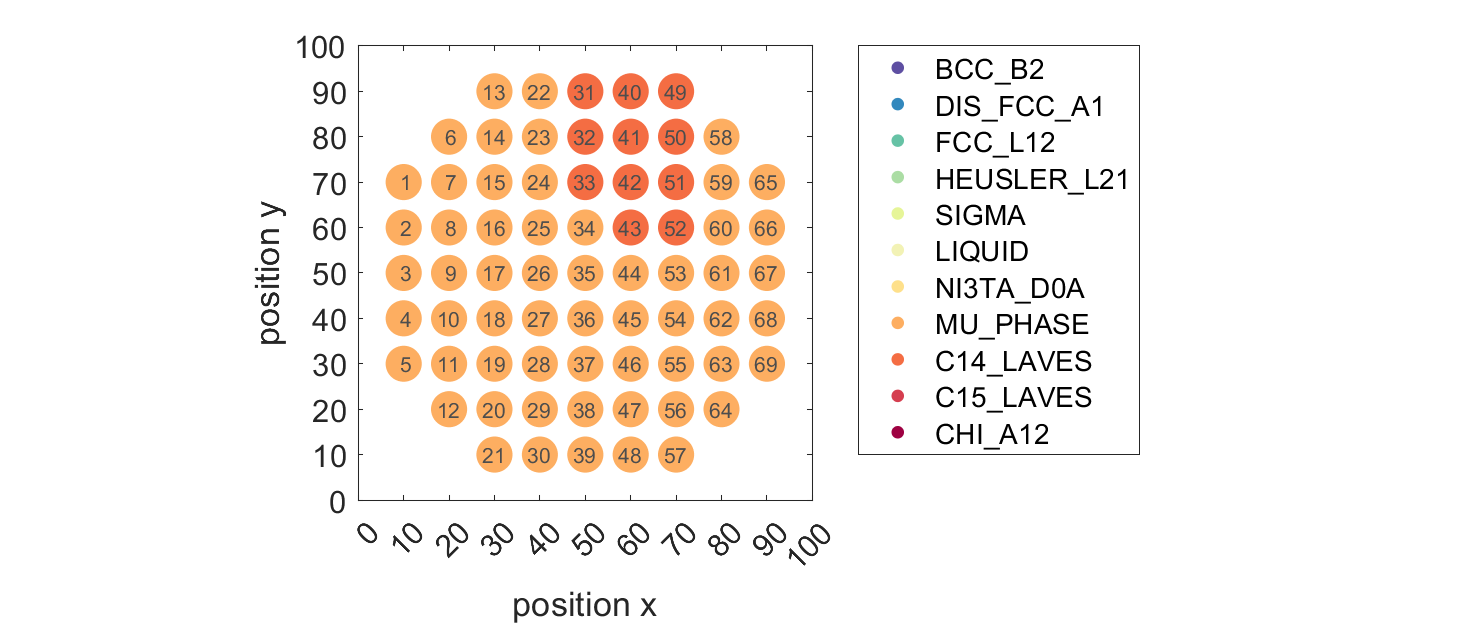 100
90 13 22 31 40 49
80 6 14 23 32 41 50 58
70 1 7 15 24 33 42 51 59 65
60 2 8 16 25 34 43 52 60 66
50 3 9 17 26 35 44 53 61 67
40 4 10 18 27 36 45 54 62 68
30 5 11 19 28 37 46 55 63 69
20 12 20 29 38 47 56 64
10 21 30 39 48 57
0
0 10 20 30 40 50 60 70 80 90 100
position x
position y
BCC_B2
DIS_FCC_A1
FCC_L12
HEUSLER_L21
SIGMA
LIQUID
NI3TA_D0A
MU_PHASE
C14_LAVES
C15_LAVES
CHI_A12